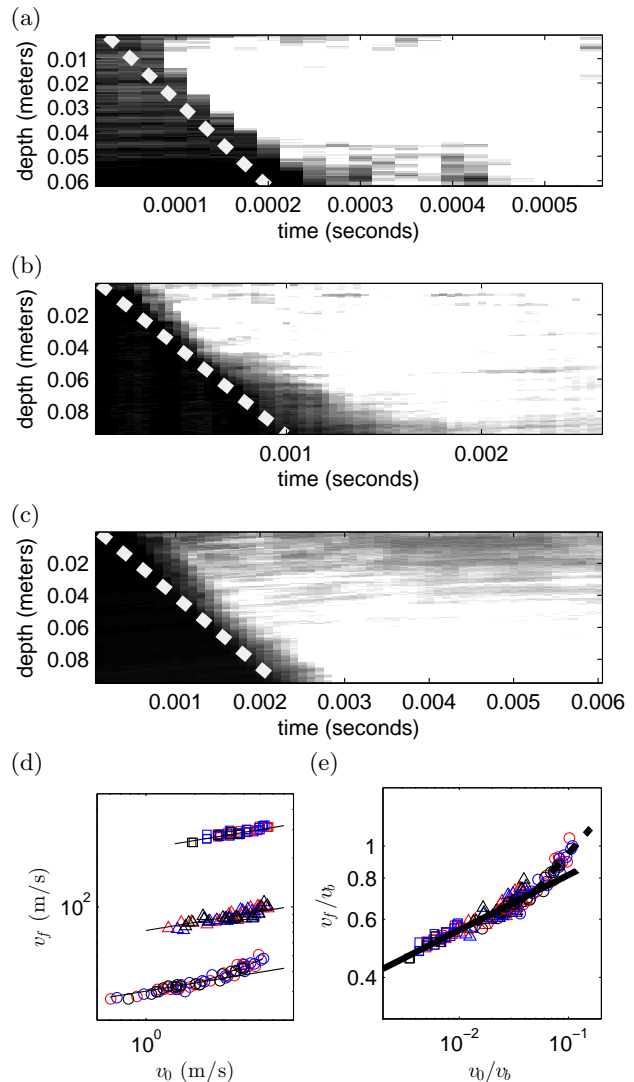 (a)
depth (meters)
0.01
0.02
0.03
0.04
0.05
0.06
0.0001 0.0002 0.0003 0.0004 0.0005
time (seconds)
(b)
depth (meters)
0.02
0.04
0.06
0.08
0.001 0.002
time (seconds)
(c)
depth (meters)
0.02
0.04
0.06
0.08
0.001 0.002 0.003 0.004 0.005 0.006
time (seconds)
(d) (e)
v_f (m/s)
10^2
10^0
v_0 (m/s)
v_f/v_b
1
0.8
0.6
0.4
10^-2 10^-1
v_0/v_b